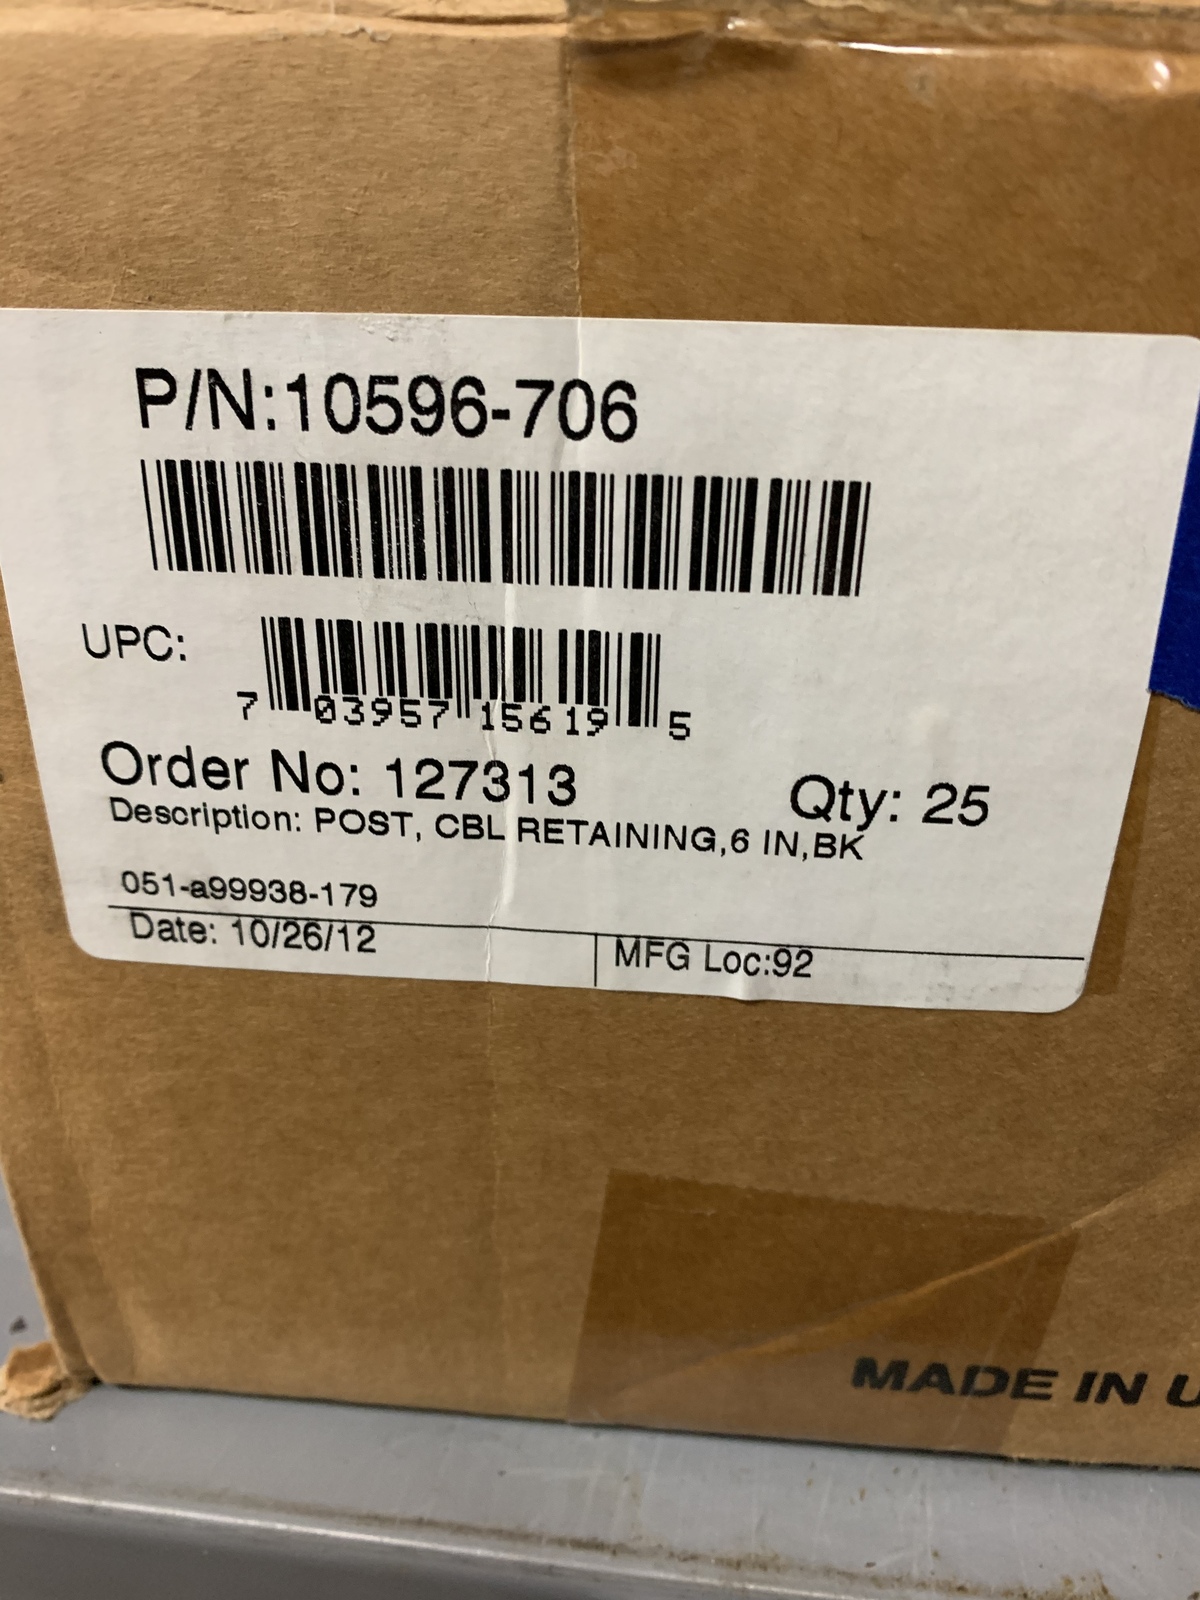 P/N:10596-706
UPC:
7 03957 15619 5
Order No: 127313 Qty: 25
Description: POST, CBL RETAINING,6 IN,BK
051-a99938-179
Date: 10/26/12 MFG Loc:92
MADE IN U